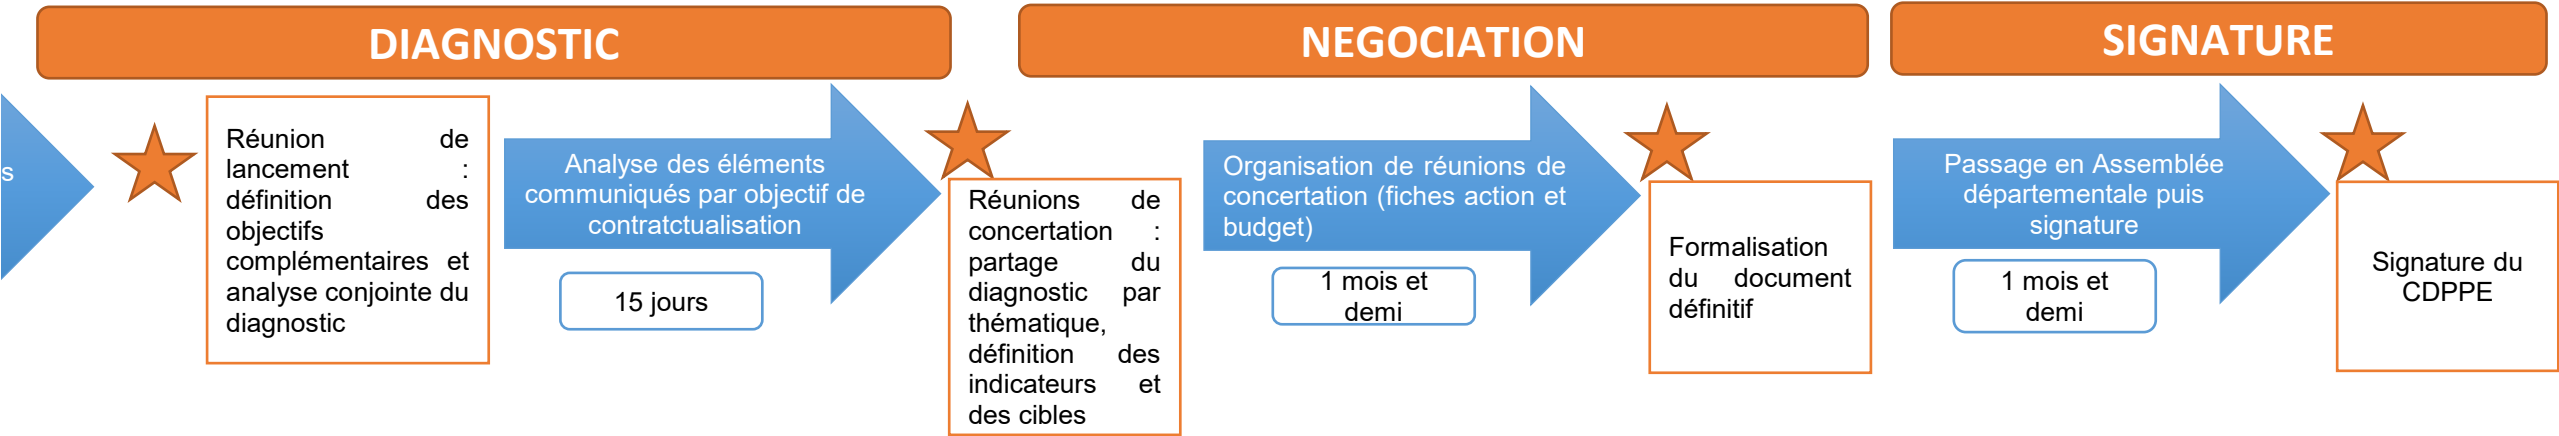 DIAGNOSTIC
NEGOCIATION
SIGNATURE
s
Réunion de
lancement :
définition des
objectifs
complémentaires et
analyse conjointe du
diagnostic
Analyse des éléments
communiqués par objectif de
contratctualisation
15 jours
Réunions de
concertation :
partage du
diagnostic par
thématique,
définition des
indicateurs et
des cibles
Organisation de réunions de
concertation (fiches action et
budget)
1 mois et
demi
Formalisation
du document
définitif
Passage en Assemblée
départementale puis
signature
1 mois et
demi
Signature du
CDPPE